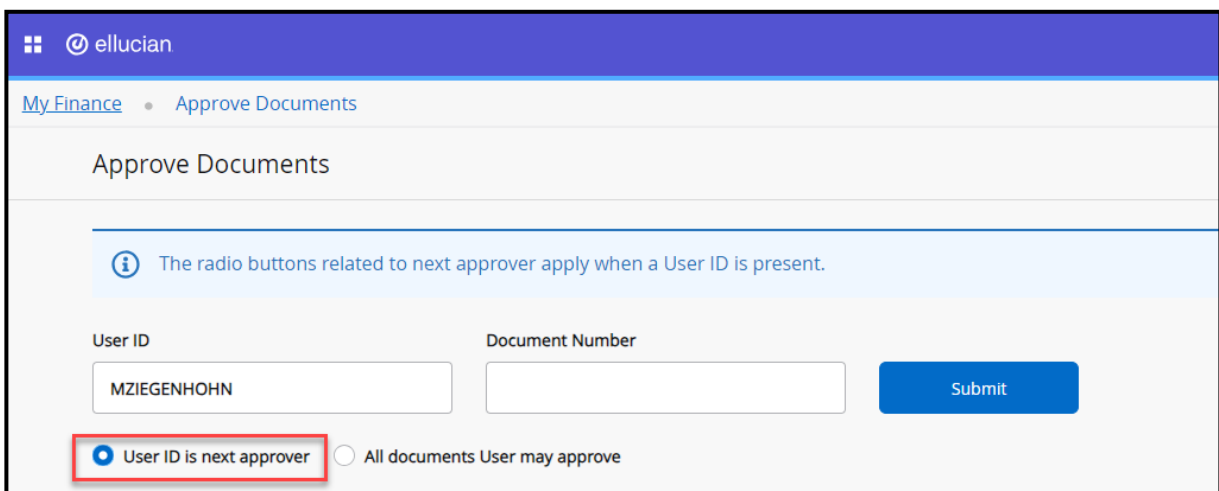 ellucian
My Finance • Approve Documents
Approve Documents
The radio buttons related to next approver apply when a User ID is present.
User ID Document Number
MZIEGENHOHN Submit
User ID is next approver All documents User may approve